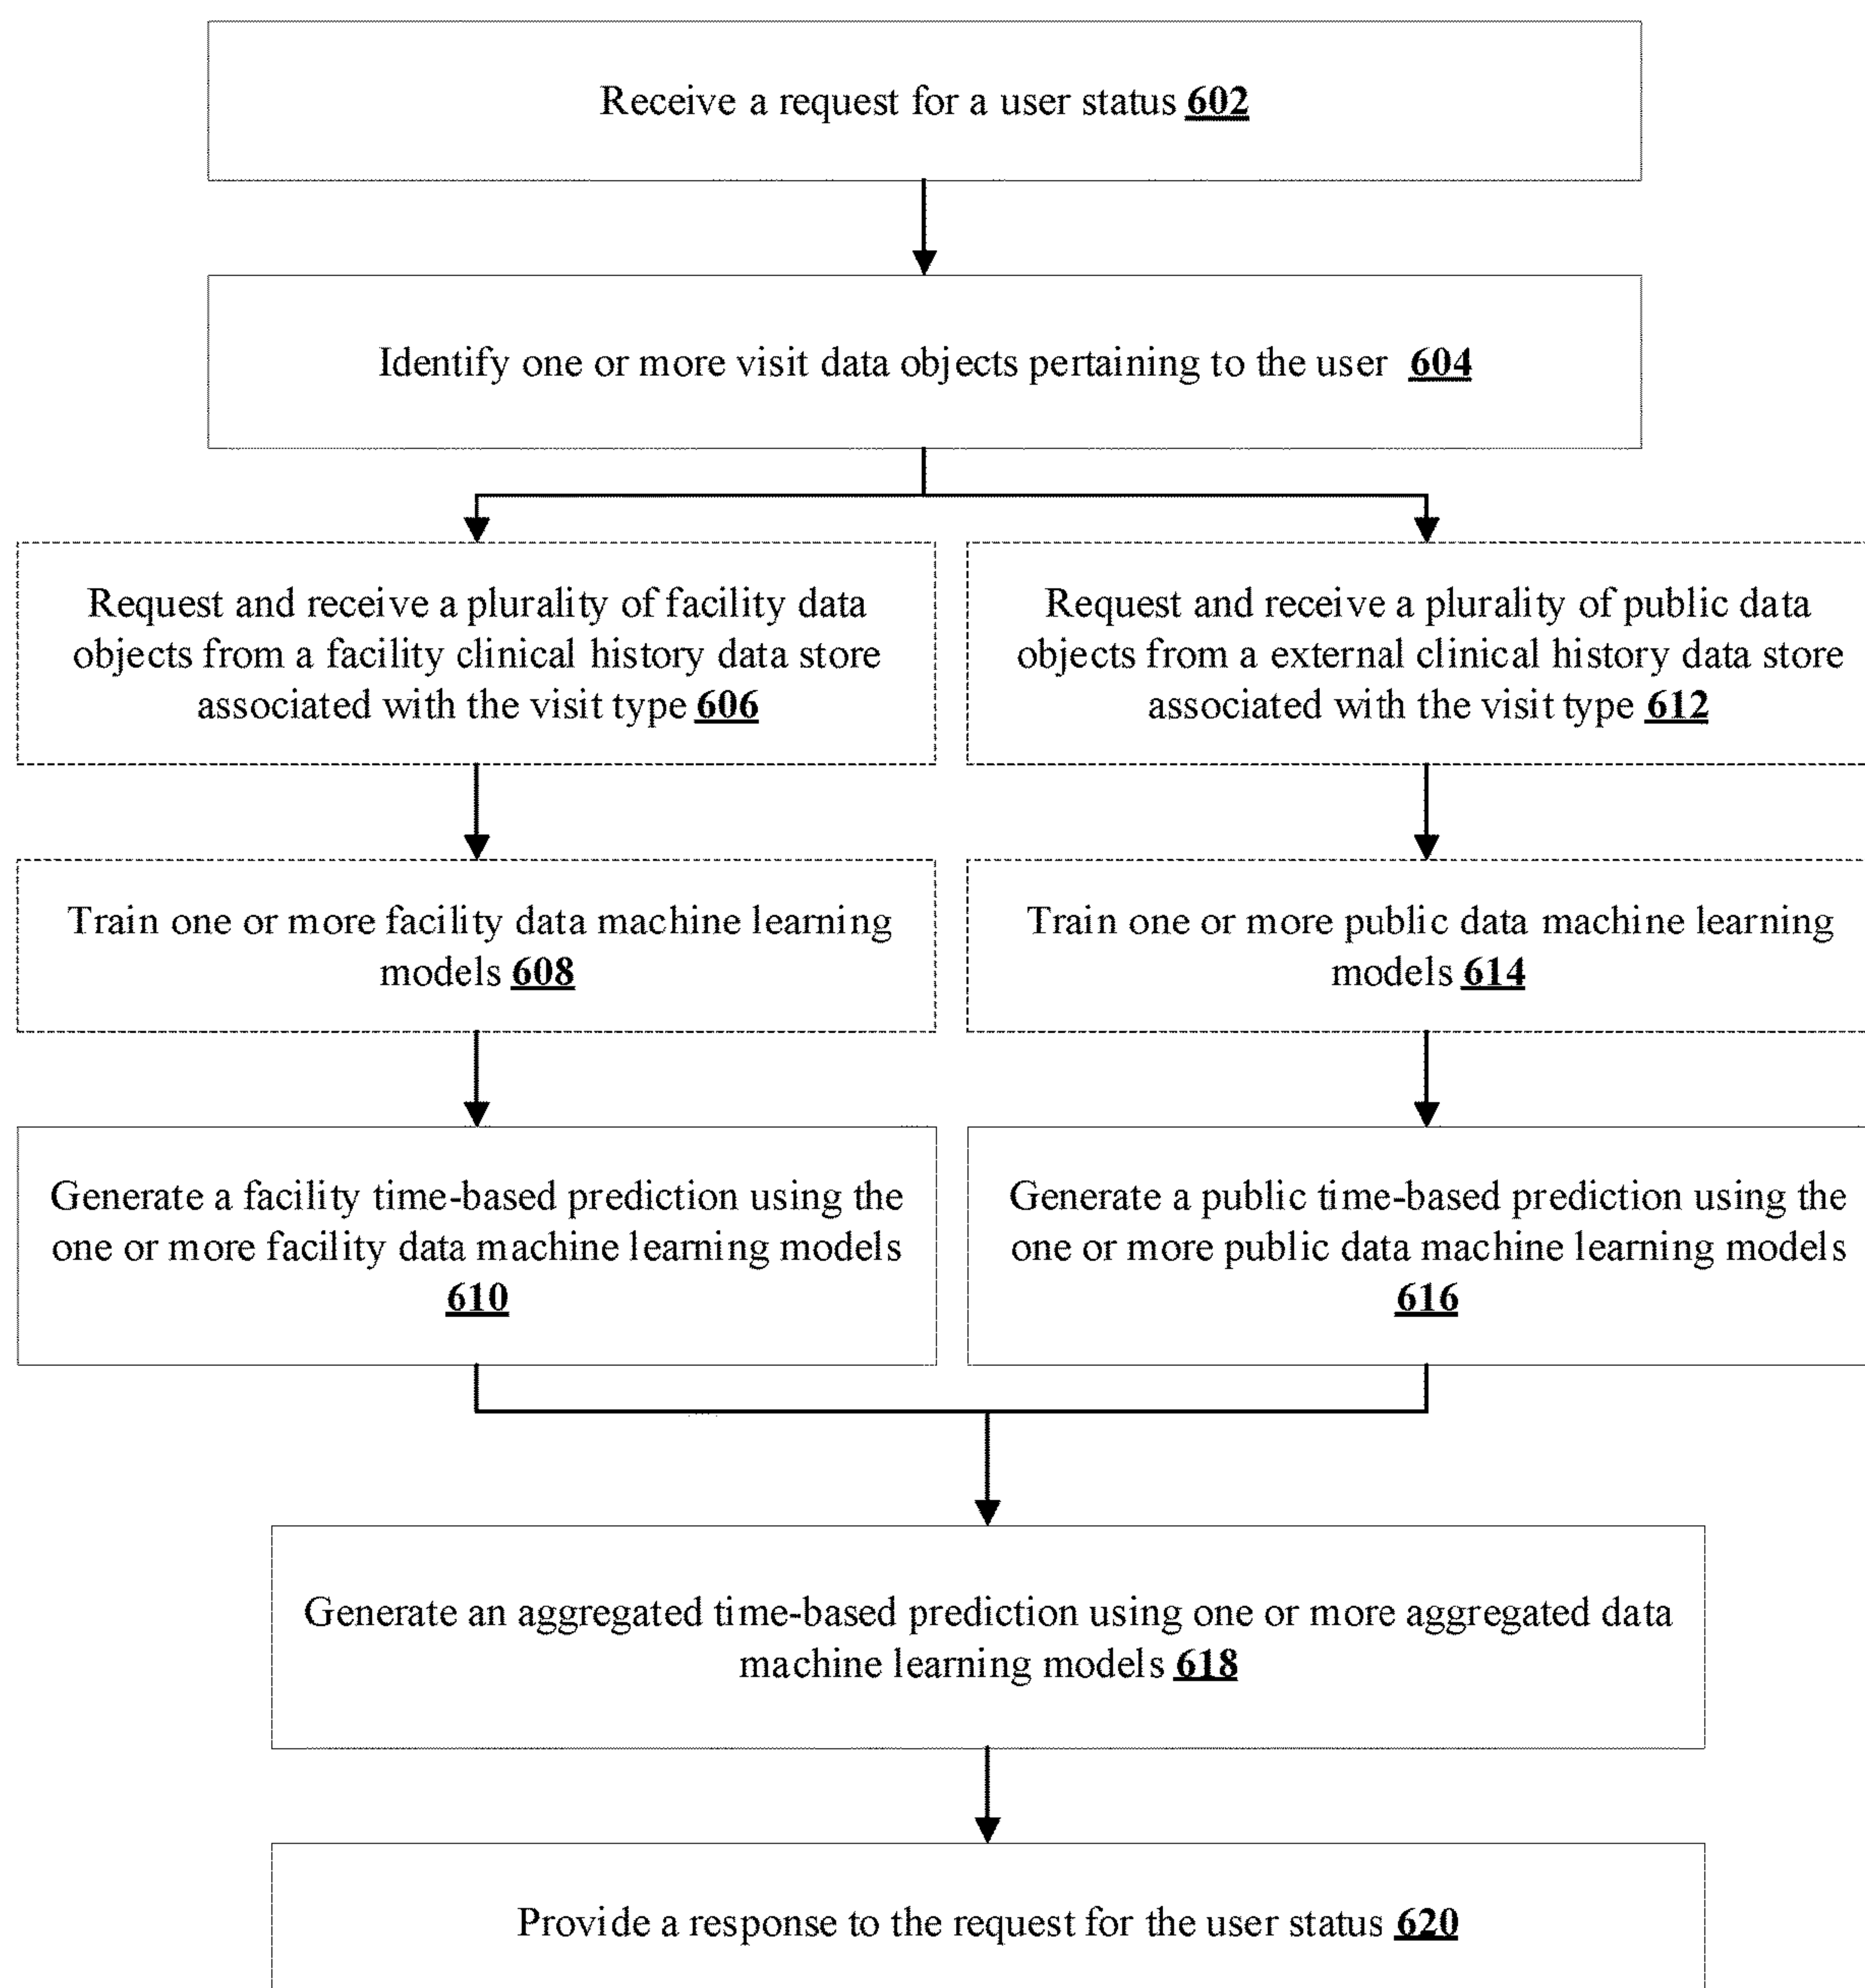 Receive a request for a user status 602
Identify one or more visit data objects pertaining to the user 604
Request and receive a plurality of facility data
objects from a facility clinical history data store
associated with the visit type 606
Request and receive a plurality of public data
objects from a external clinical history data store
associated with the visit type 612
Train one or more facility data machine learning
models 608
Train one or more public data machine learning
models 614
Generate a facility time-based prediction using the
one or more facility data machine learning models
610
Generate a public time-based prediction using the
one or more public data machine learning models
616
Generate an aggregated time-based prediction using one or more aggregated data
machine learning models 618
Provide a response to the request for the user status 620